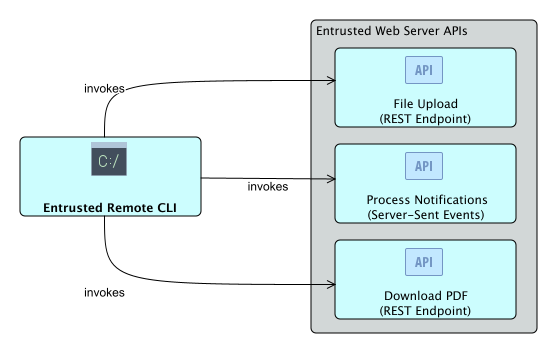 Entrusted Web Server APIs
API
File Upload
(REST Endpoint)
invokes
C:/
Entrusted Remote CLI
invokes
API
Process Notifications
(Server-Sent Events)
invokes
API
Download PDF
(REST Endpoint)